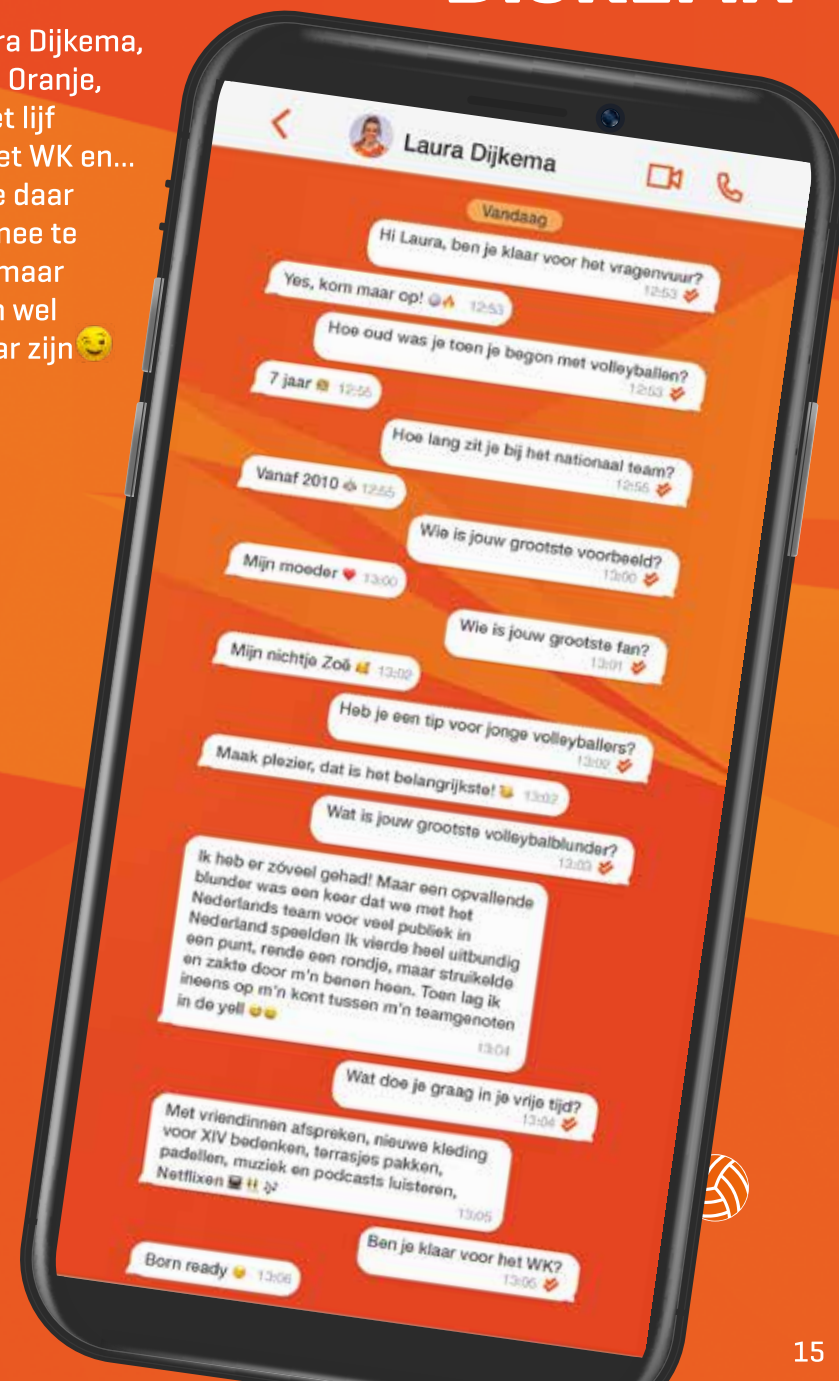 ra Dijkema,
Oranje,
et lijf
et WK en...
e daar
nee te
maar
n wel
ar zijn😉
Laura Dijkema
Vandaag
Hi Laura, ben je klaar voor het vragenvuur?
12:53
Yes, kom maar op! 🏐🔥 12:53
Hoe oud was je toen je begon met volleyballen?
12:53
7 jaar 12:55
Hoe lang zit je bij het nationaal team?
12:55
Vanaf 2010 12:55
Wie is jouw grootste voorbeeld?
13:00
Mijn moeder ❤️ 13:00
Wie is jouw grootste fan?
13:01
Mijn nichtje Zoë 🥰 13:02
Heb je een tip voor jonge volleyballers?
13:02
Maak plezier, dat is het belangrijkste! 13:02
Wat is jouw grootste volleybalblunder?
13:03
Ik heb er zóveel gehad! Maar een opvallende
blunder was een keer dat we met het
Nederlands team voor veel publiek in
Nederland speelden Ik vierde heel uitbundig
een punt, rende een rondje, maar struikelde
en zakte door m'n benen heen. Toen lag ik
ineens op m'n kont tussen m'n teamgenoten
in de yell 😅😅
13:04
Wat doe je graag in je vrije tijd?
13:04
Met vriendinnen afspreken, nieuwe kleding
voor XIV bedenken, terrasjes pakken,
padellen, muziek en podcasts luisteren,
Netflixen 💻👯🎶
13:05
Ben je klaar voor het WK?
13:05
Born ready 😏 13:06
15